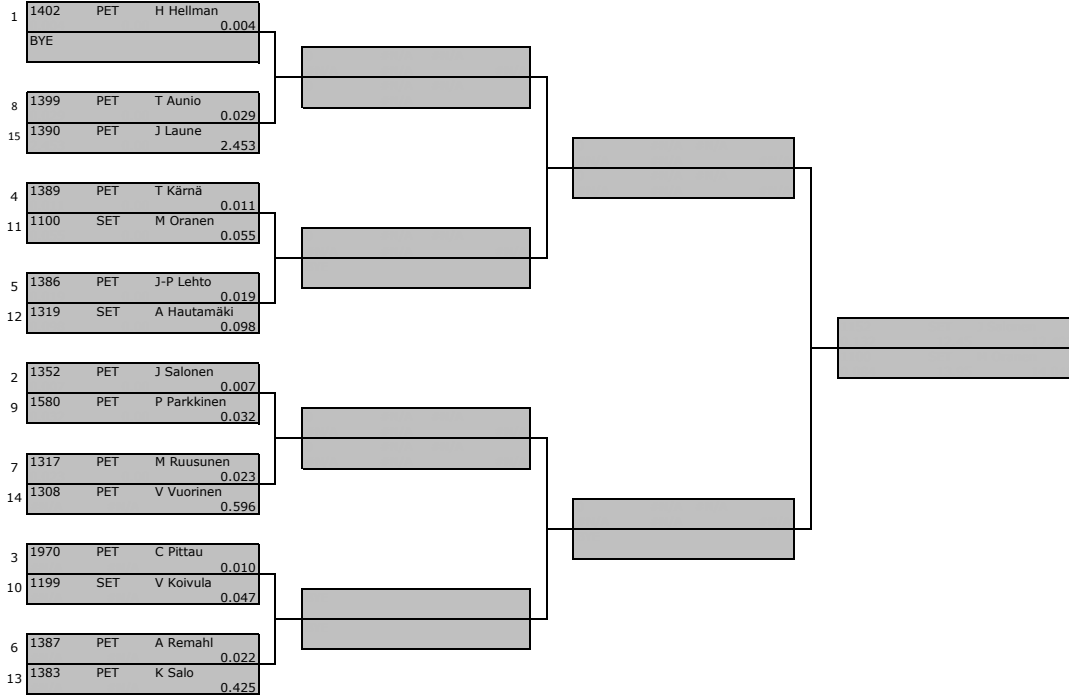 1 1402 PET H Hellman
0.004
BYE
8 1399 PET T Aunio
0.029
15 1390 PET J Laune
2.453
4 1389 PET T Kärnä
0.011
11 1100 SET M Oranen
0.055
5 1386 PET J-P Lehto
0.019
12 1319 SET A Hautamäki
0.098
2 1352 PET J Salonen
0.007
9 1580 PET P Parkkinen
0.032
7 1317 PET M Ruusunen
0.023
14 1308 PET V Vuorinen
0.596
3 1970 PET C Pittau
0.010
10 1199 SET V Koivula
0.047
6 1387 PET A Remahl
0.022
13 1383 PET K Salo
0.425